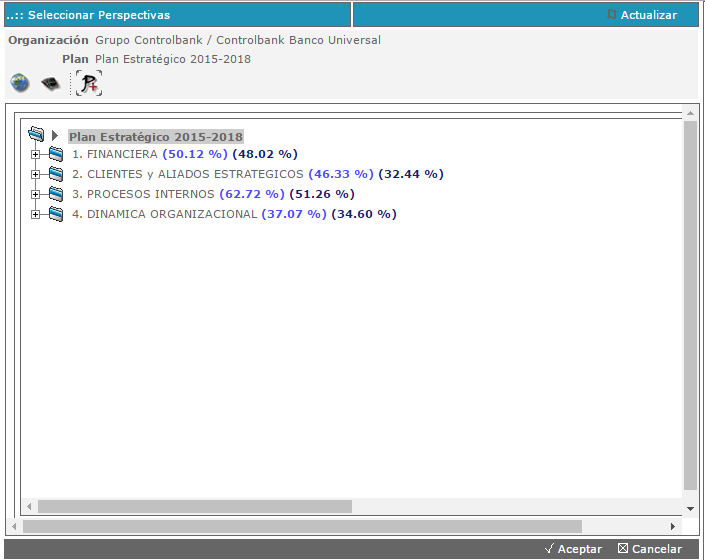 ..:: Seleccionar Perspectivas
Actualizar
Organización Grupo Controlbank / Controlbank Banco Universal
Plan Plan Estratégico 2015-2018
Plan Estratégico 2015-2018
1. FINANCIERA (50.12 %) (48.02 %)
2. CLIENTES y ALIADOS ESTRATEGICOS (46.33 %) (32.44 %)
3. PROCESOS INTERNOS (62.72 %) (51.26 %)
4. DINAMICA ORGANIZACIONAL (37.07 %) (34.60 %)
Aceptar Cancelar